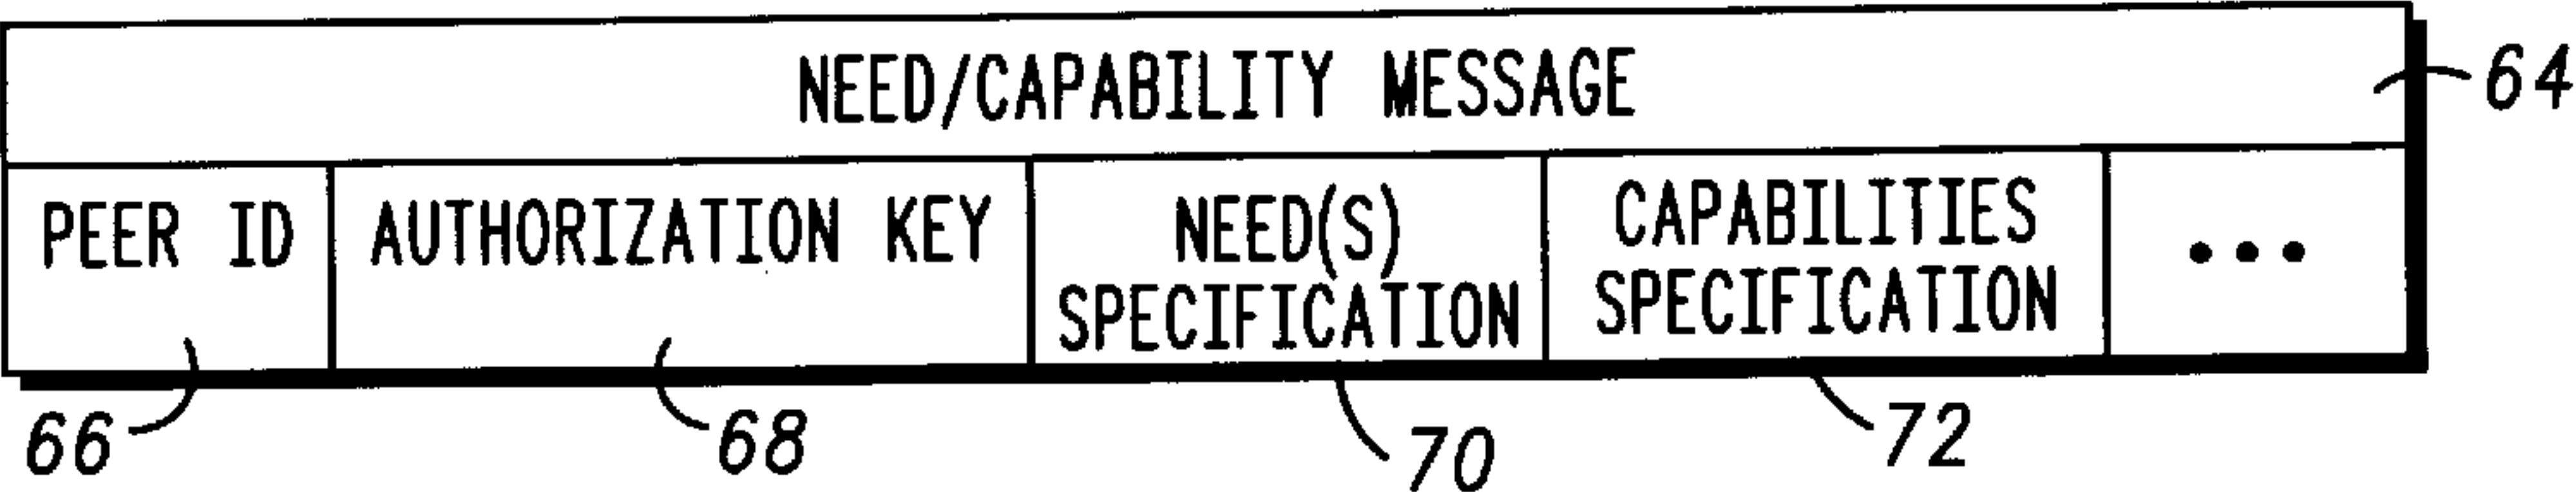 NEED/CAPABILITY MESSAGE
64
PEER ID
AUTHORIZATION KEY
NEED(S)
SPECIFICATION
CAPABILITIES
SPECIFICATION
•••
66
68
70
72